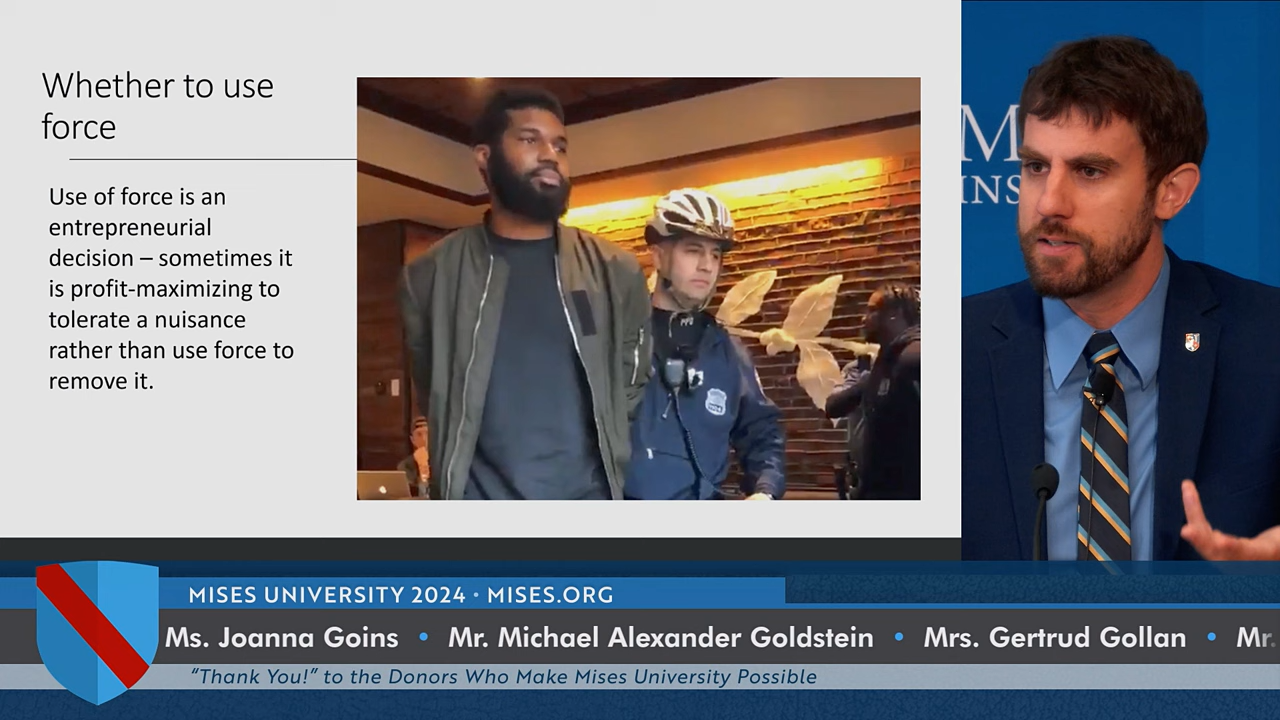 Whether to use
force
Use of force is an
entrepreneurial
decision – sometimes it
is profit-maximizing to
tolerate a nuisance
rather than use force to
remove it.
M
INS
MISES UNIVERSITY 2024 • MISES.ORG
Ms. Joanna Goins • Mr. Michael Alexander Goldstein • Mrs. Gertrud Gollan • Mr.
“Thank You!” to the Donors Who Make Mises University Possible